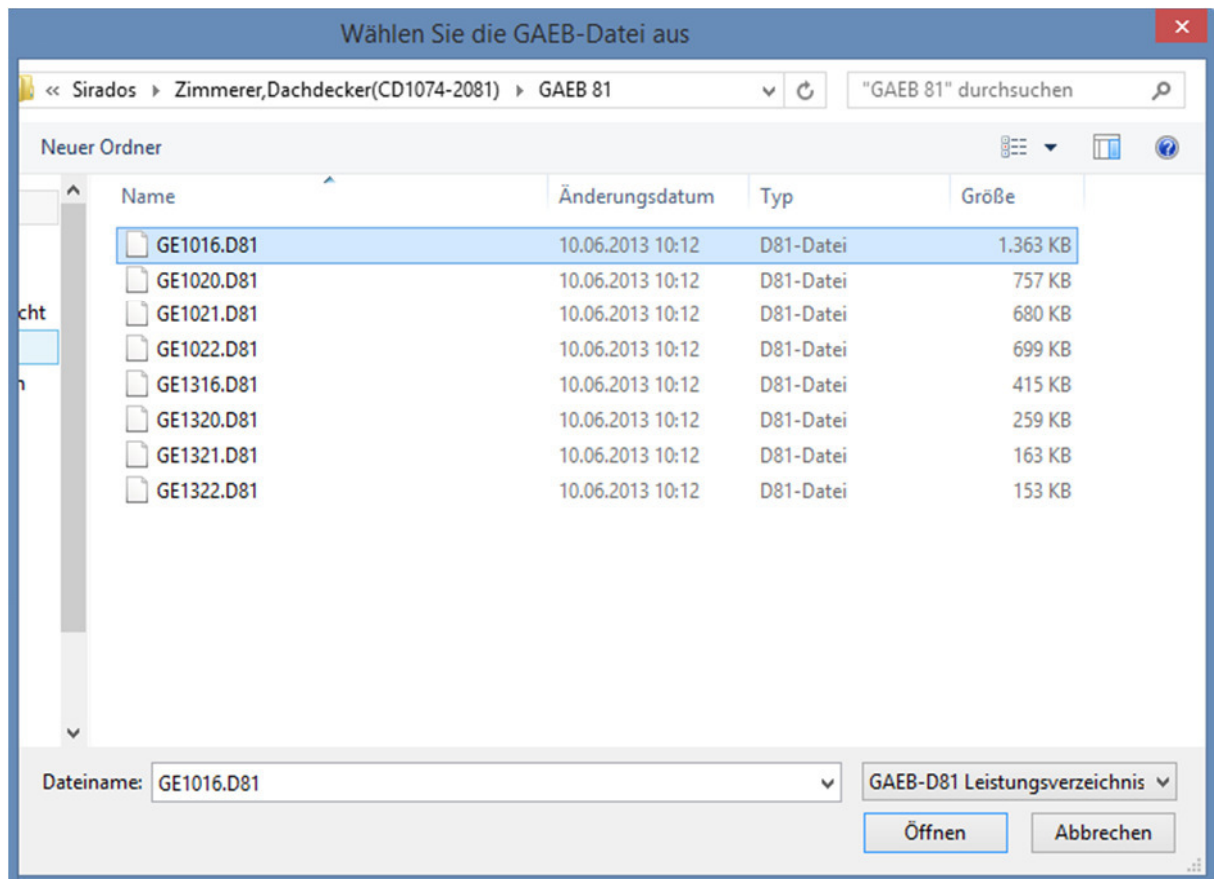 Wählen Sie die GAEB-Datei aus
« Sirados Zimmerer,Dachdecker(CD1074-2081) GAEB 81 "GAEB 81" durchsuchen
Neuer Ordner
Name Änderungsdatum Typ Größe
GE1016.D81 10.06.2013 10:12 D81-Datei 1.363 KB
GE1020.D81 10.06.2013 10:12 D81-Datei 757 KB
cht GE1021.D81 10.06.2013 10:12 D81-Datei 680 KB
GE1022.D81 10.06.2013 10:12 D81-Datei 699 KB
GE1316.D81 10.06.2013 10:12 D81-Datei 415 KB
GE1320.D81 10.06.2013 10:12 D81-Datei 259 KB
GE1321.D81 10.06.2013 10:12 D81-Datei 163 KB
GE1322.D81 10.06.2013 10:12 D81-Datei 153 KB
Dateiname: GE1016.D81 GAEB-D81 Leistungsverzeichnis
Öffnen Abbrechen